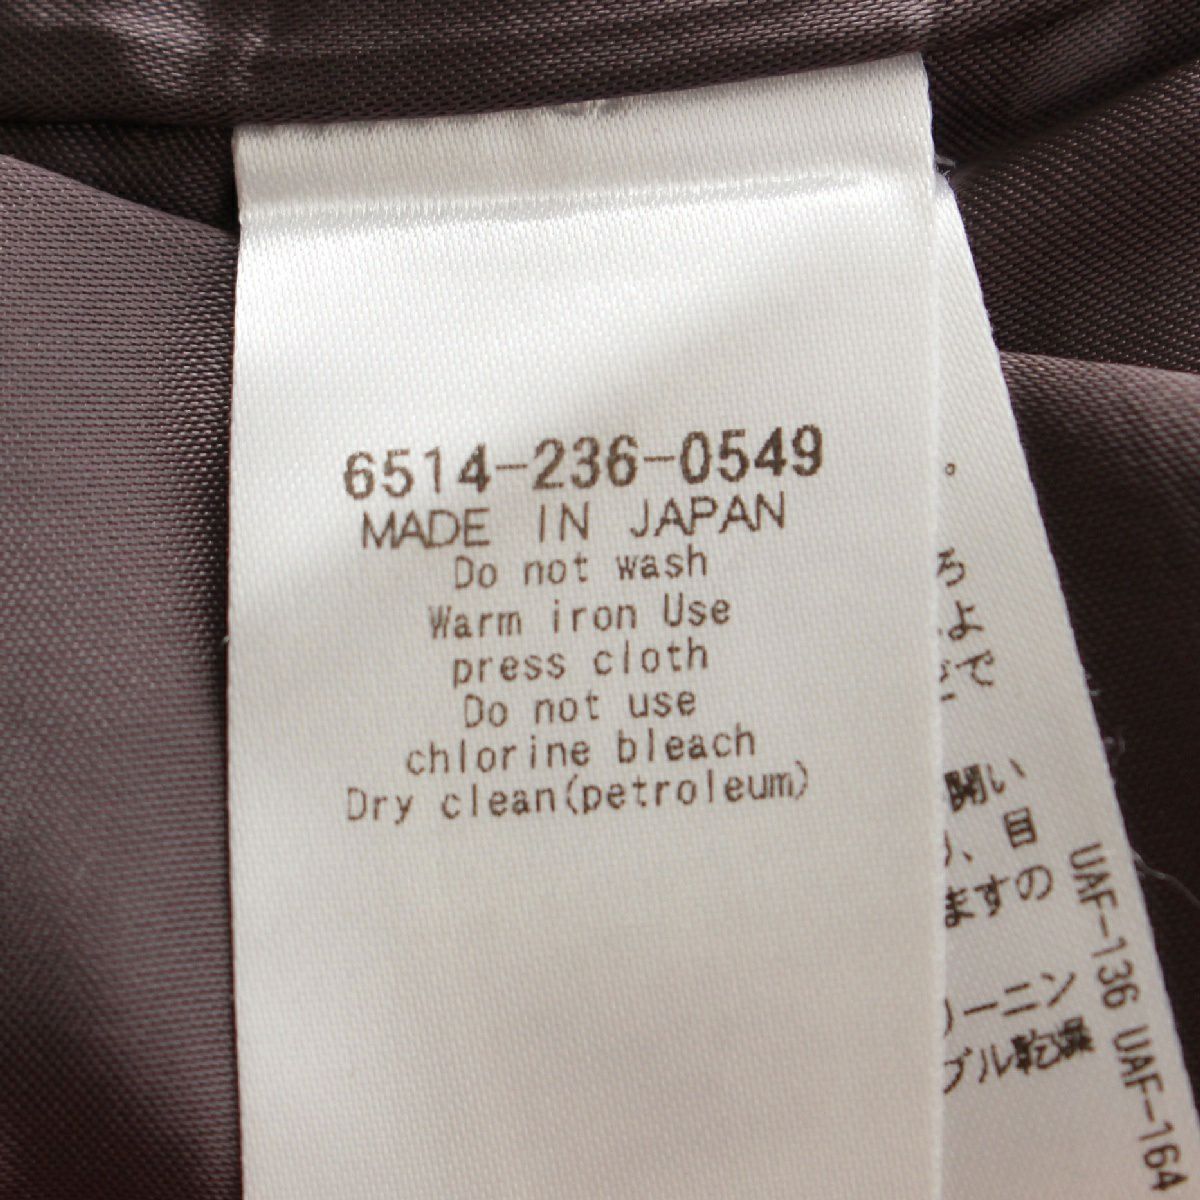 6514-236-0549
MADE IN JAPAN
Do not wash
Warm iron Use
press cloth
Do not use
chlorine bleach
Dry clean(petroleum)
。
よ
で
開い
、目
ますの
リーニン
ブル乾燥
UAF-136 UAF-164